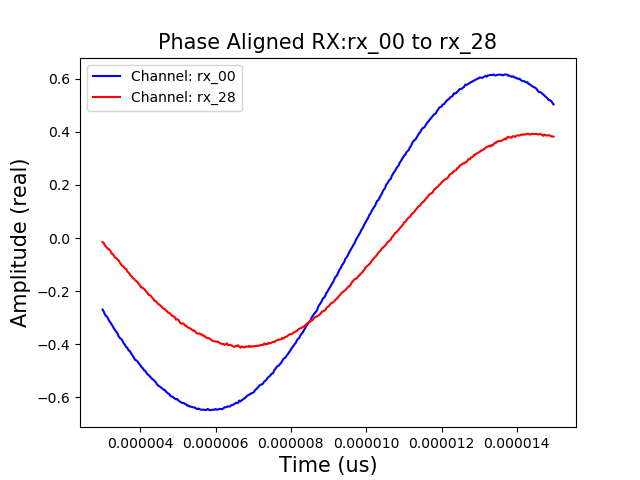 Phase Aligned RX:rx_00 to rx_28
Channel: rx_00
Channel: rx_28
Amplitude (real)
0.6
0.4
0.2
0.0
−0.2
−0.4
−0.6
0.000004 0.000006 0.000008 0.000010 0.000012 0.000014
Time (us)